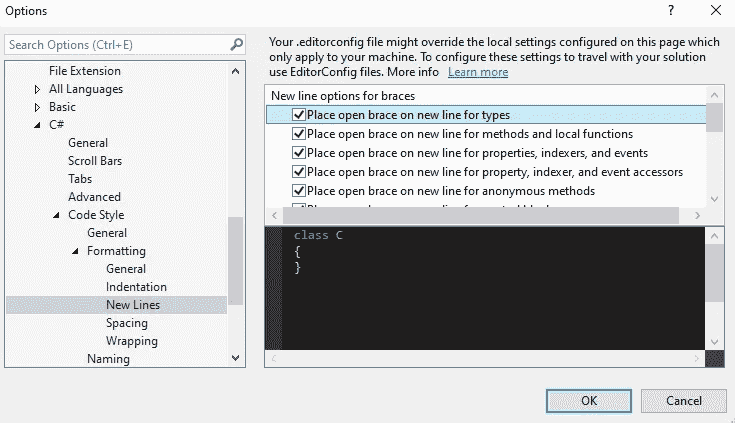 Options
Search Options (Ctrl+E)
File Extension
All Languages
Basic
C#
General
Scroll Bars
Tabs
Advanced
Code Style
General
Formatting
General
Indentation
New Lines
Spacing
Wrapping
Naming
Your .editorconfig file might override the local settings configured on this page which
only apply to your machine. To configure these settings to travel with your solution
use EditorConfig files. More info Learn more
New line options for braces
Place open brace on new line for types
Place open brace on new line for methods and local functions
Place open brace on new line for properties, indexers, and events
Place open brace on new line for property, indexer, and event accessors
Place open brace on new line for anonymous methods
class C
{
}
OK
Cancel